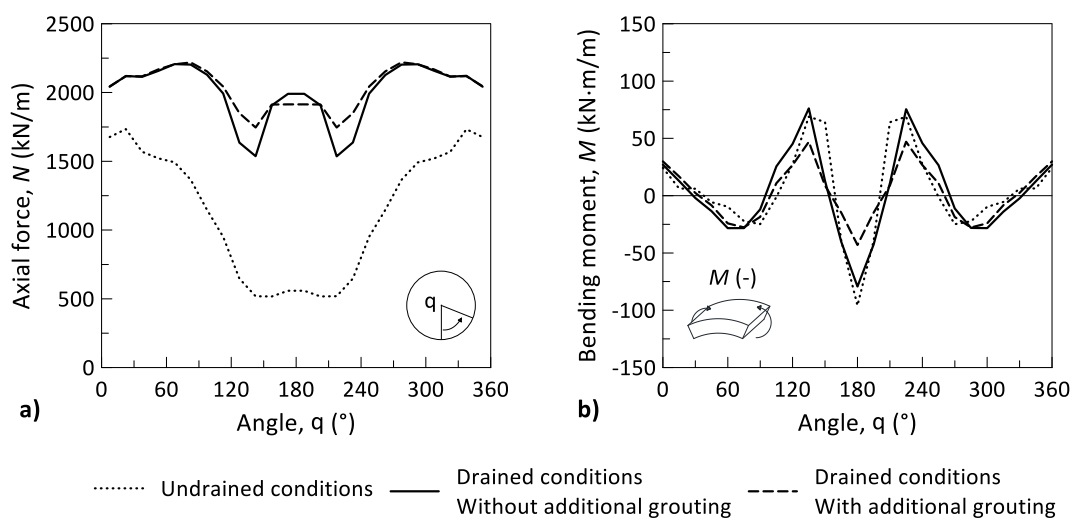 2500
2000
1500
1000
500
0
Axial force, N (kN/m)
0 60 120 180 240 300 360
Angle, q (°)
q
a)
150
100
50
0
-50
-100
-150
Bending moment, M (kN·m/m)
0 60 120 180 240 300 360
Angle, q (°)
M (-)
b)
Undrained conditions
Drained conditions
Without additional grouting
Drained conditions
With additional grouting